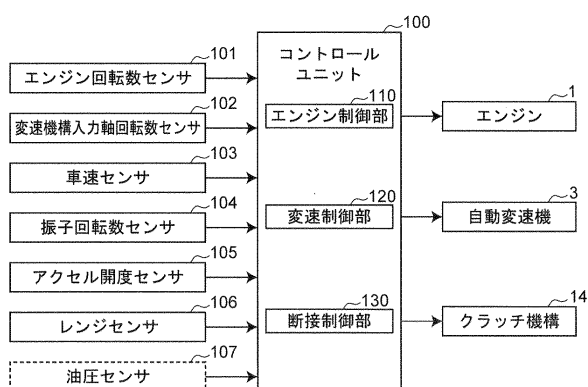 100
101
エンジン回転数センサ
102
変速機構入力軸回転数センサ
103
車速センサ
104
振子回転数センサ
105
アクセル開度センサ
106
レンジセンサ
107
油圧センサ
コントロール
ユニット
110
エンジン制御部
120
変速制御部
130
断接制御部
1
エンジン
3
自動変速機
14
クラッチ機構